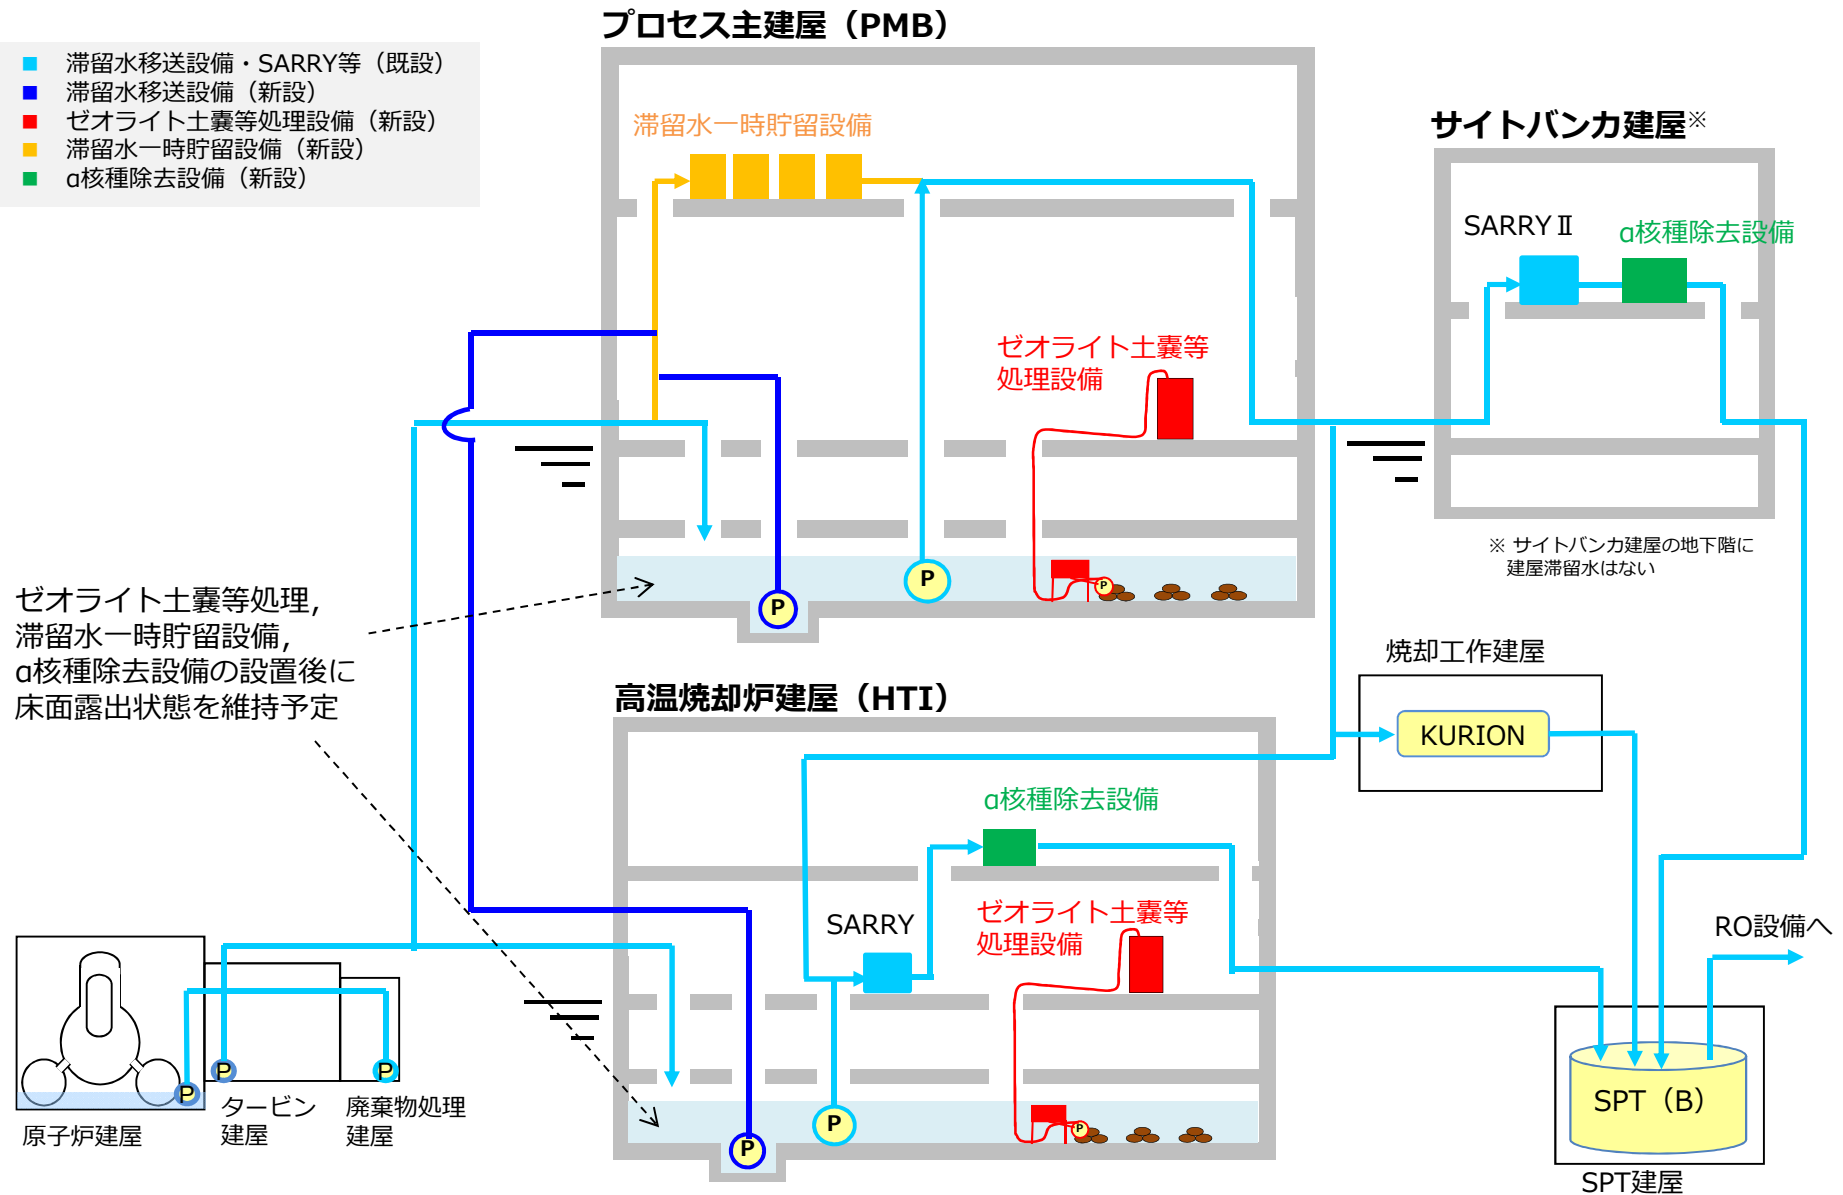 プロセス主建屋（PMB）
■ 滞留水移送設備・SARRY等（既設）
■ 滞留水移送設備（新設）
■ ゼオライト土嚢等処理設備（新設）
■ 滞留水一時貯留設備（新設）
■ α核種除去設備（新設）
滞留水一時貯留設備
サイトバンカ建屋※
SARRYⅡ
α核種除去設備
ゼオライト土嚢等
処理設備
P
P
P
※ サイトバンカ建屋の地下階に
建屋滞留水はない
ゼオライト土嚢等処理,
滞留水一時貯留設備,
α核種除去設備の設置後に
床面露出状態を維持予定
焼却工作建屋
KURION
高温焼却炉建屋（HTI）
α核種除去設備
SARRY
ゼオライト土嚢等
処理設備
P
P
P
P
P
P
原子炉建屋
タービン
建屋
廃棄物処理
建屋
RO設備へ
SPT（B）
SPT建屋